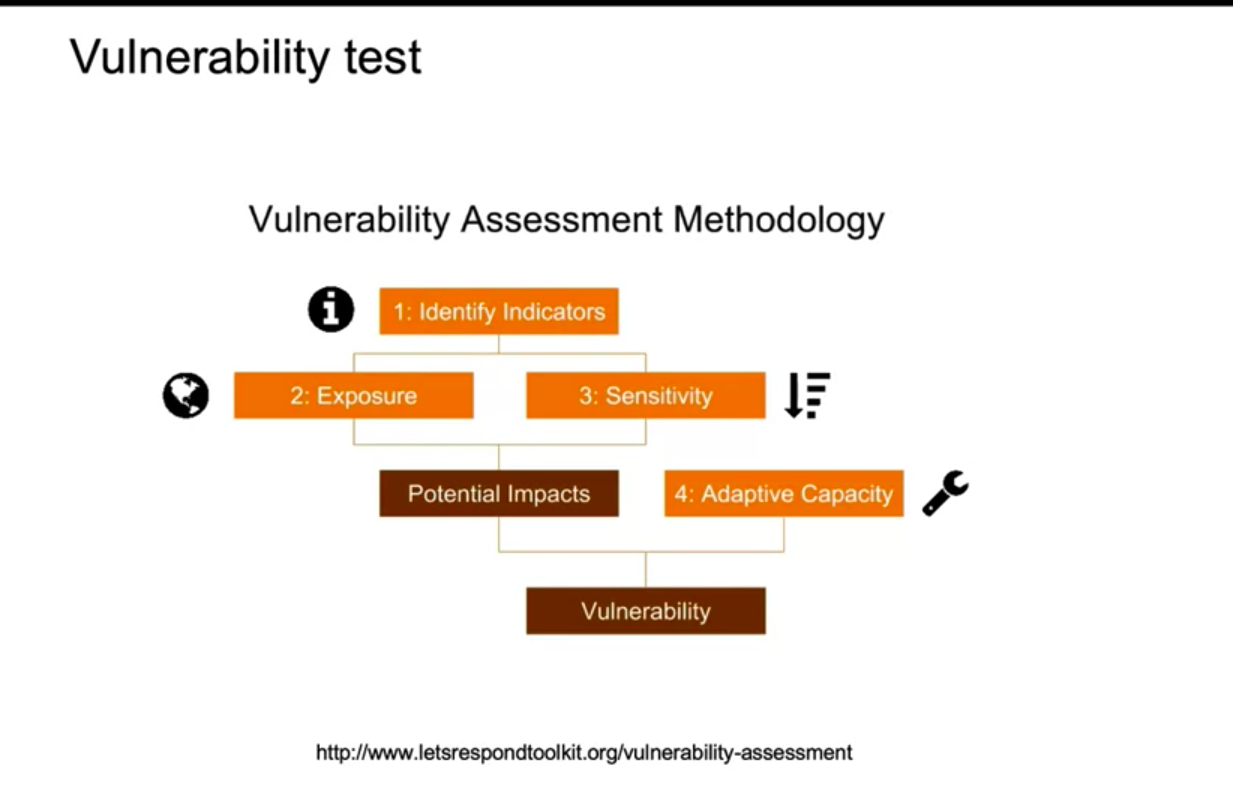 Vulnerability test
Vulnerability Assessment Methodology
1: Identify Indicators
2: Exposure
3: Sensitivity
Potential Impacts
4: Adaptive Capacity
Vulnerability
http://www.letsrespondtoolkit.org/vulnerability-assessment